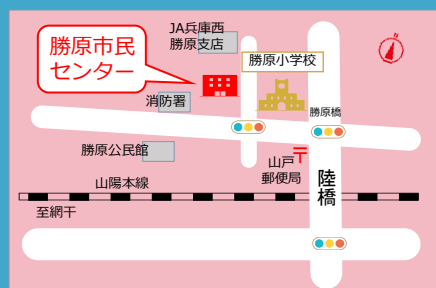 JA兵庫西
勝原支店
勝原市民
センター
勝原小学校
消防署
勝原橋
勝原公民館
〒
山戸
郵便局
陸橋
山陽本線
至網干